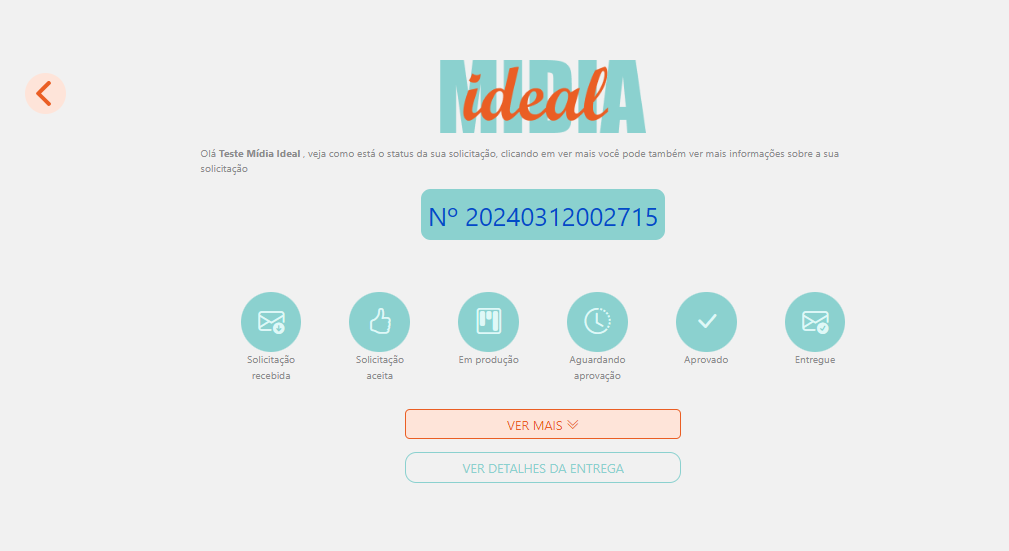 MIDIA
ideal
Olá Teste Mídia Ideal , veja como está o status da sua solicitação, clicando em ver mais você pode também ver mais informações sobre a sua
solicitação
Nº 20240312002715
Solicitação
recebida
Solicitação
aceita
Em produção
Aguardando
aprovação
Aprovado
Entregue
VER MAIS
VER DETALHES DA ENTREGA